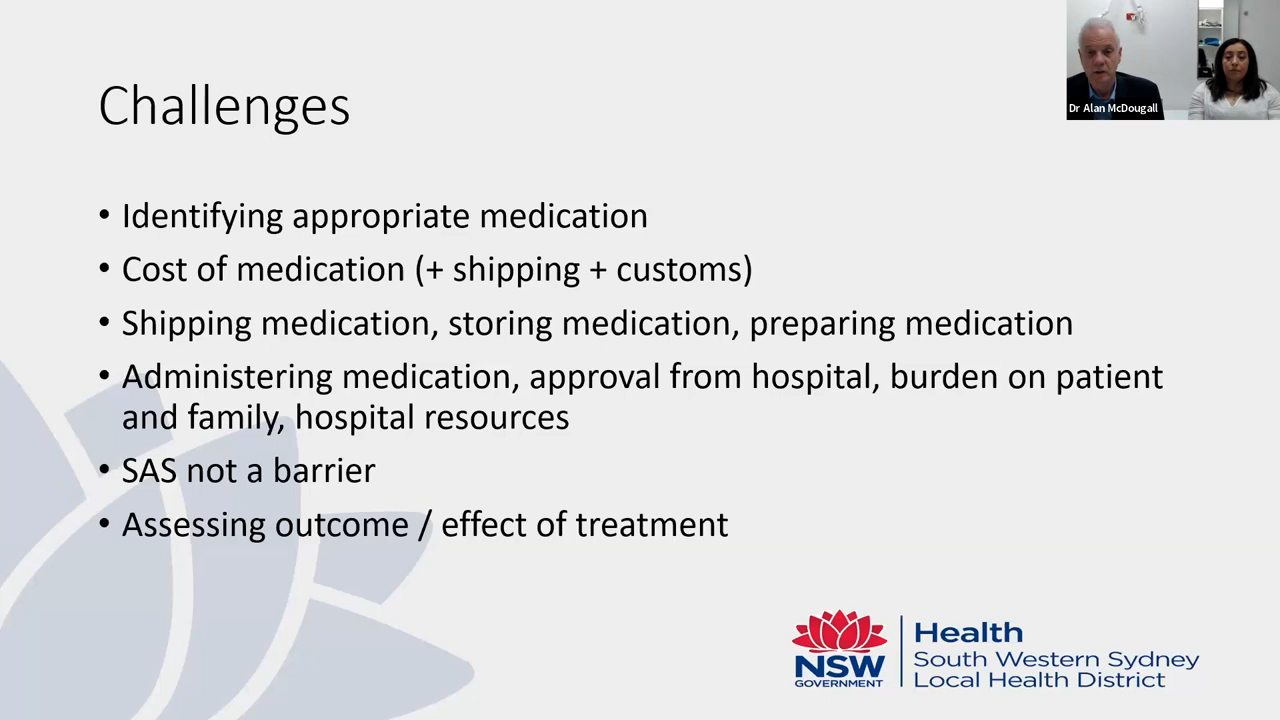 Challenges
Dr Alan McDougall
• Identifying appropriate medication
• Cost of medication (+ shipping + customs)
• Shipping medication, storing medication, preparing medication
• Administering medication, approval from hospital, burden on patient
and family, hospital resources
• SAS not a barrier
• Assessing outcome / effect of treatment
NSW
GOVERNMENT
Health
South Western Sydney
Local Health District